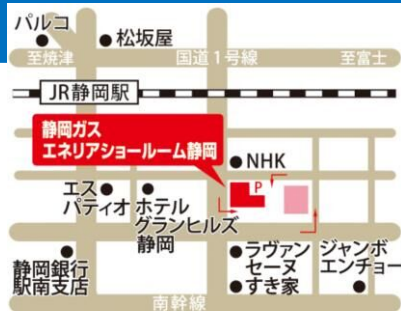 パルコ
松坂屋
至焼津
国道1号線
至富士
JR静岡駅
静岡ガス
エネリアショールーム静岡
NHK
P
エス
パティオ
ホテル
グランヒルズ
静岡
静岡銀行
駅南支店
ラヴァン
セーヌ
すき家
ジャンボ
エンチョー
南幹線